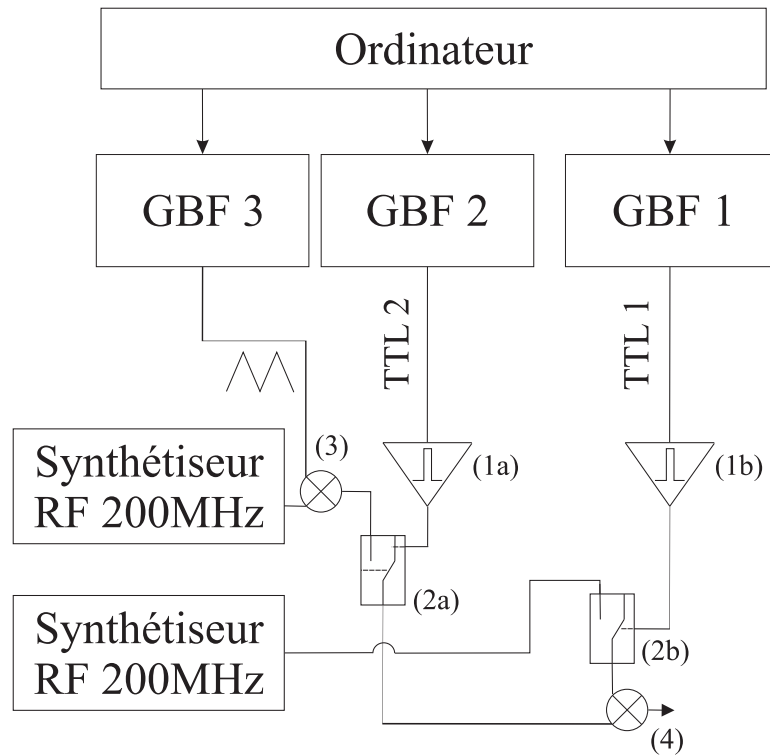 Ordinateur
GBF 3
GBF 2
GBF 1
TTL 2
TTL 1
(3)
(1a)
(1b)
Synthétiseur
RF 200MHz
(2a)
Synthétiseur
RF 200MHz
(2b)
(4)